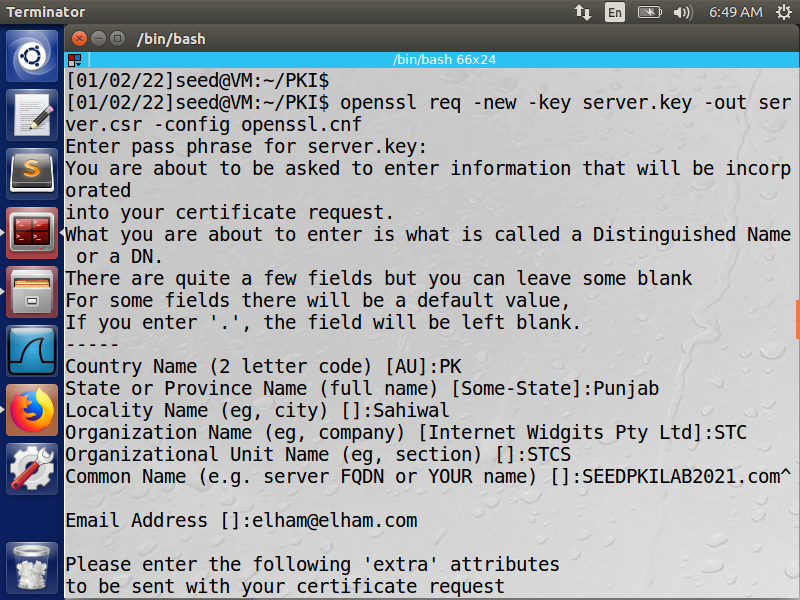 Terminator
En
6:49 AM
/bin/bash
/bin/bash 66x24
[01/02/22]seed@VM:~/PKI$
[01/02/22]seed@VM:~/PKI$ openssl req -new -key server.key -out ser
ver.csr -config openssl.cnf
Enter pass phrase for server.key:
You are about to be asked to enter information that will be incorp
orated
into your certificate request.
What you are about to enter is what is called a Distinguished Name
 or a DN.
There are quite a few fields but you can leave some blank
For some fields there will be a default value,
If you enter '.', the field will be left blank.
-----
Country Name (2 letter code) [AU]:PK
State or Province Name (full name) [Some-State]:Punjab
Locality Name (eg, city) []:Sahiwal
Organization Name (eg, company) [Internet Widgits Pty Ltd]:STC
Organizational Unit Name (eg, section) []:STCS
Common Name (e.g. server FQDN or YOUR name) []:SEEDPKILAB2021.com^
Email Address []:elham@elham.com
Please enter the following 'extra' attributes
to be sent with your certificate request